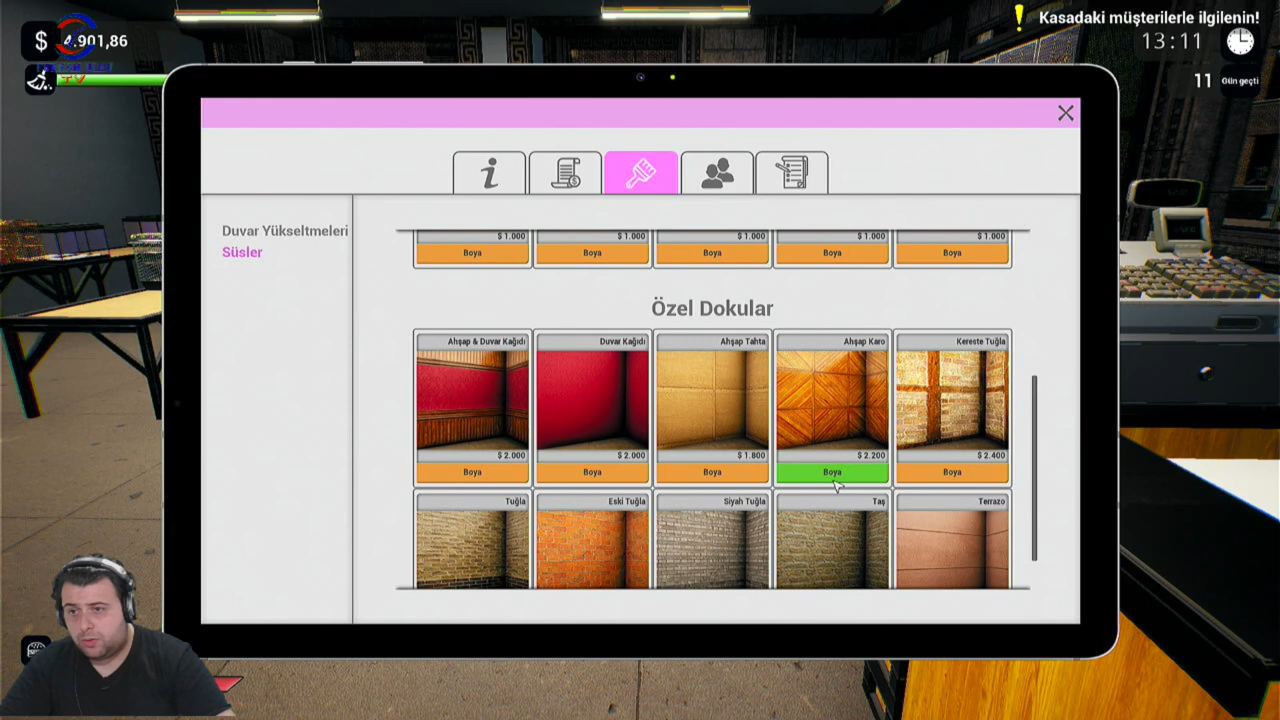 Kasadaki müşterilerle ilgilenin!
$ 4.901,86
13:11
11 Gün geçti
Duvar Yükseltmeleri
Süsler
$ 1.000 $ 1.000 $ 1.000 $ 1.000 $ 1.000
Boya Boya Boya Boya Boya
Özel Dokular
Ahşap & Duvar Kağıdı Duvar Kağıdı Ahşap Tahta Ahşap Karo Kereste Tuğla
$ 2.000 $ 2.000 $ 1.800 $ 2.200 $ 2.400
Boya Boya Boya Boya Boya
Tuğla Eski Tuğla Siyah Tuğla Taş Terrazo